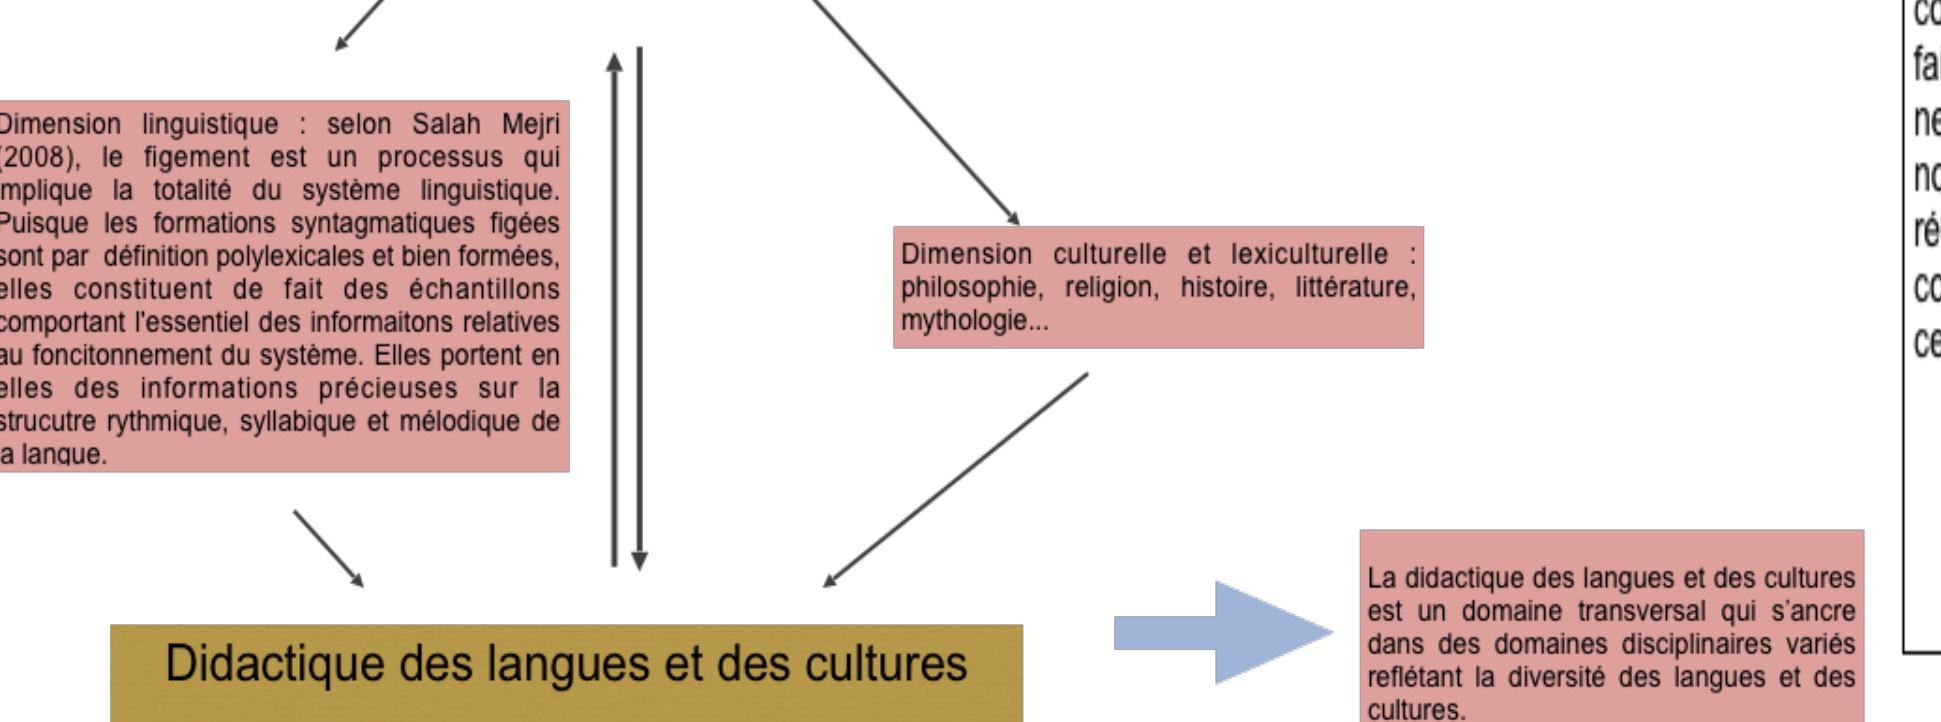 Dimension linguistique : selon Salah Mejri
(2008), le figement est un processus qui
implique la totalité du système linguistique.
Puisque les formations syntagmatiques figées
sont par définition polylexicales et bien formées,
elles constituent de fait des échantillons
comportant l'essentiel des informaitons relatives
au foncitonnement du système. Elles portent en
elles des informations précieuses sur la
strucutre rythmique, syllabique et mélodique de
la langue.
Dimension culturelle et lexiculturelle :
philosophie, religion, histoire, littérature,
mythologie...
Didactique des langues et des cultures
La didactique des langues et des cultures
est un domaine transversal qui s'ancre
dans des domaines disciplinaires variés
reflétant la diversité des langues et des
cultures.